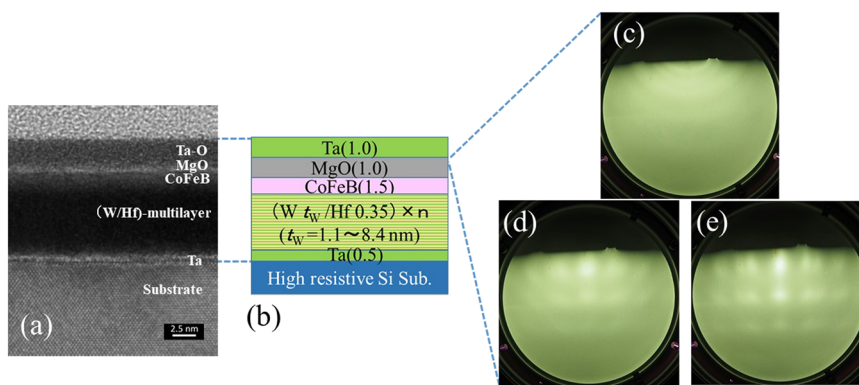 Ta-O
MgO
CoFeB
(W/Hf)-multilayer
Ta
Substrate
(a)
2.5 nm
Ta(1.0)
MgO(1.0)
CoFeB(1.5)
(W tW /Hf 0.35) × n
(tW =1.1～8.4 nm)
Ta(0.5)
High resistive Si Sub.
(b)
(c)
(d)
(e)